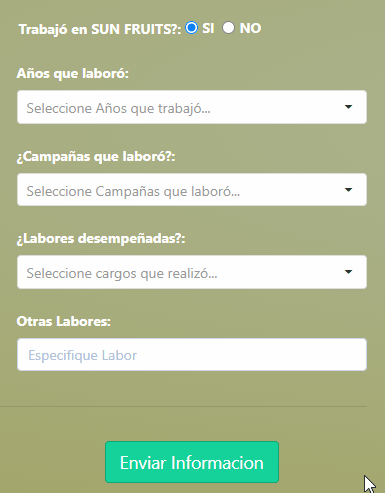 Trabajó en SUN FRUITS?: SI NO
Años que laboró:
Seleccione Años que trabajó...
¿Campañas que laboró?:
Seleccione Campañas que laboró...
¿Labores desempeñadas?:
Seleccione cargos que realizó...
Otras Labores:
Especifique Labor
Enviar Informacion